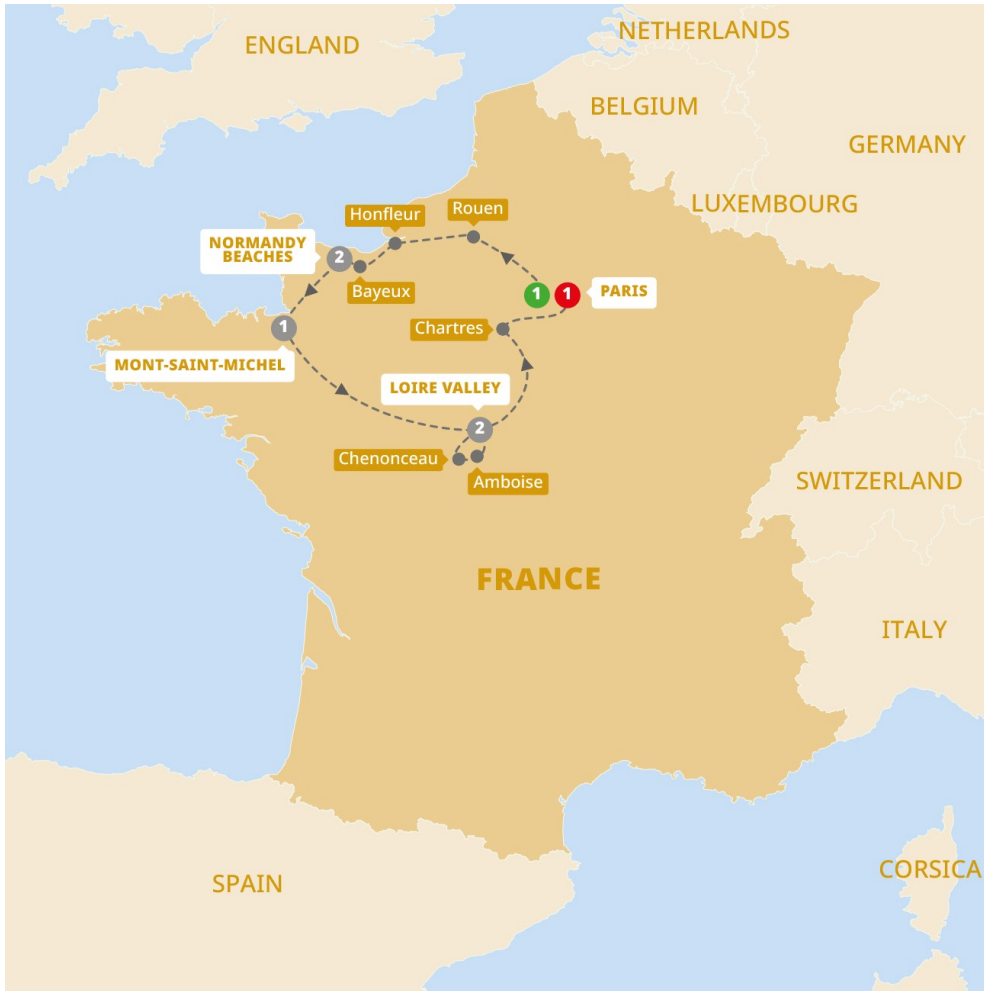 NETHERLANDS
ENGLAND
BELGIUM
GERMANY
LUXEMBOURG
Rouen
Honfleur
NORMANDY
BEACHES
2
Bayeux
1
1
PARIS
1
Chartres
MONT-SAINT-MICHEL
LOIRE VALLEY
2
Chenonceau
Amboise
SWITZERLAND
FRANCE
ITALY
CORSICA
SPAIN